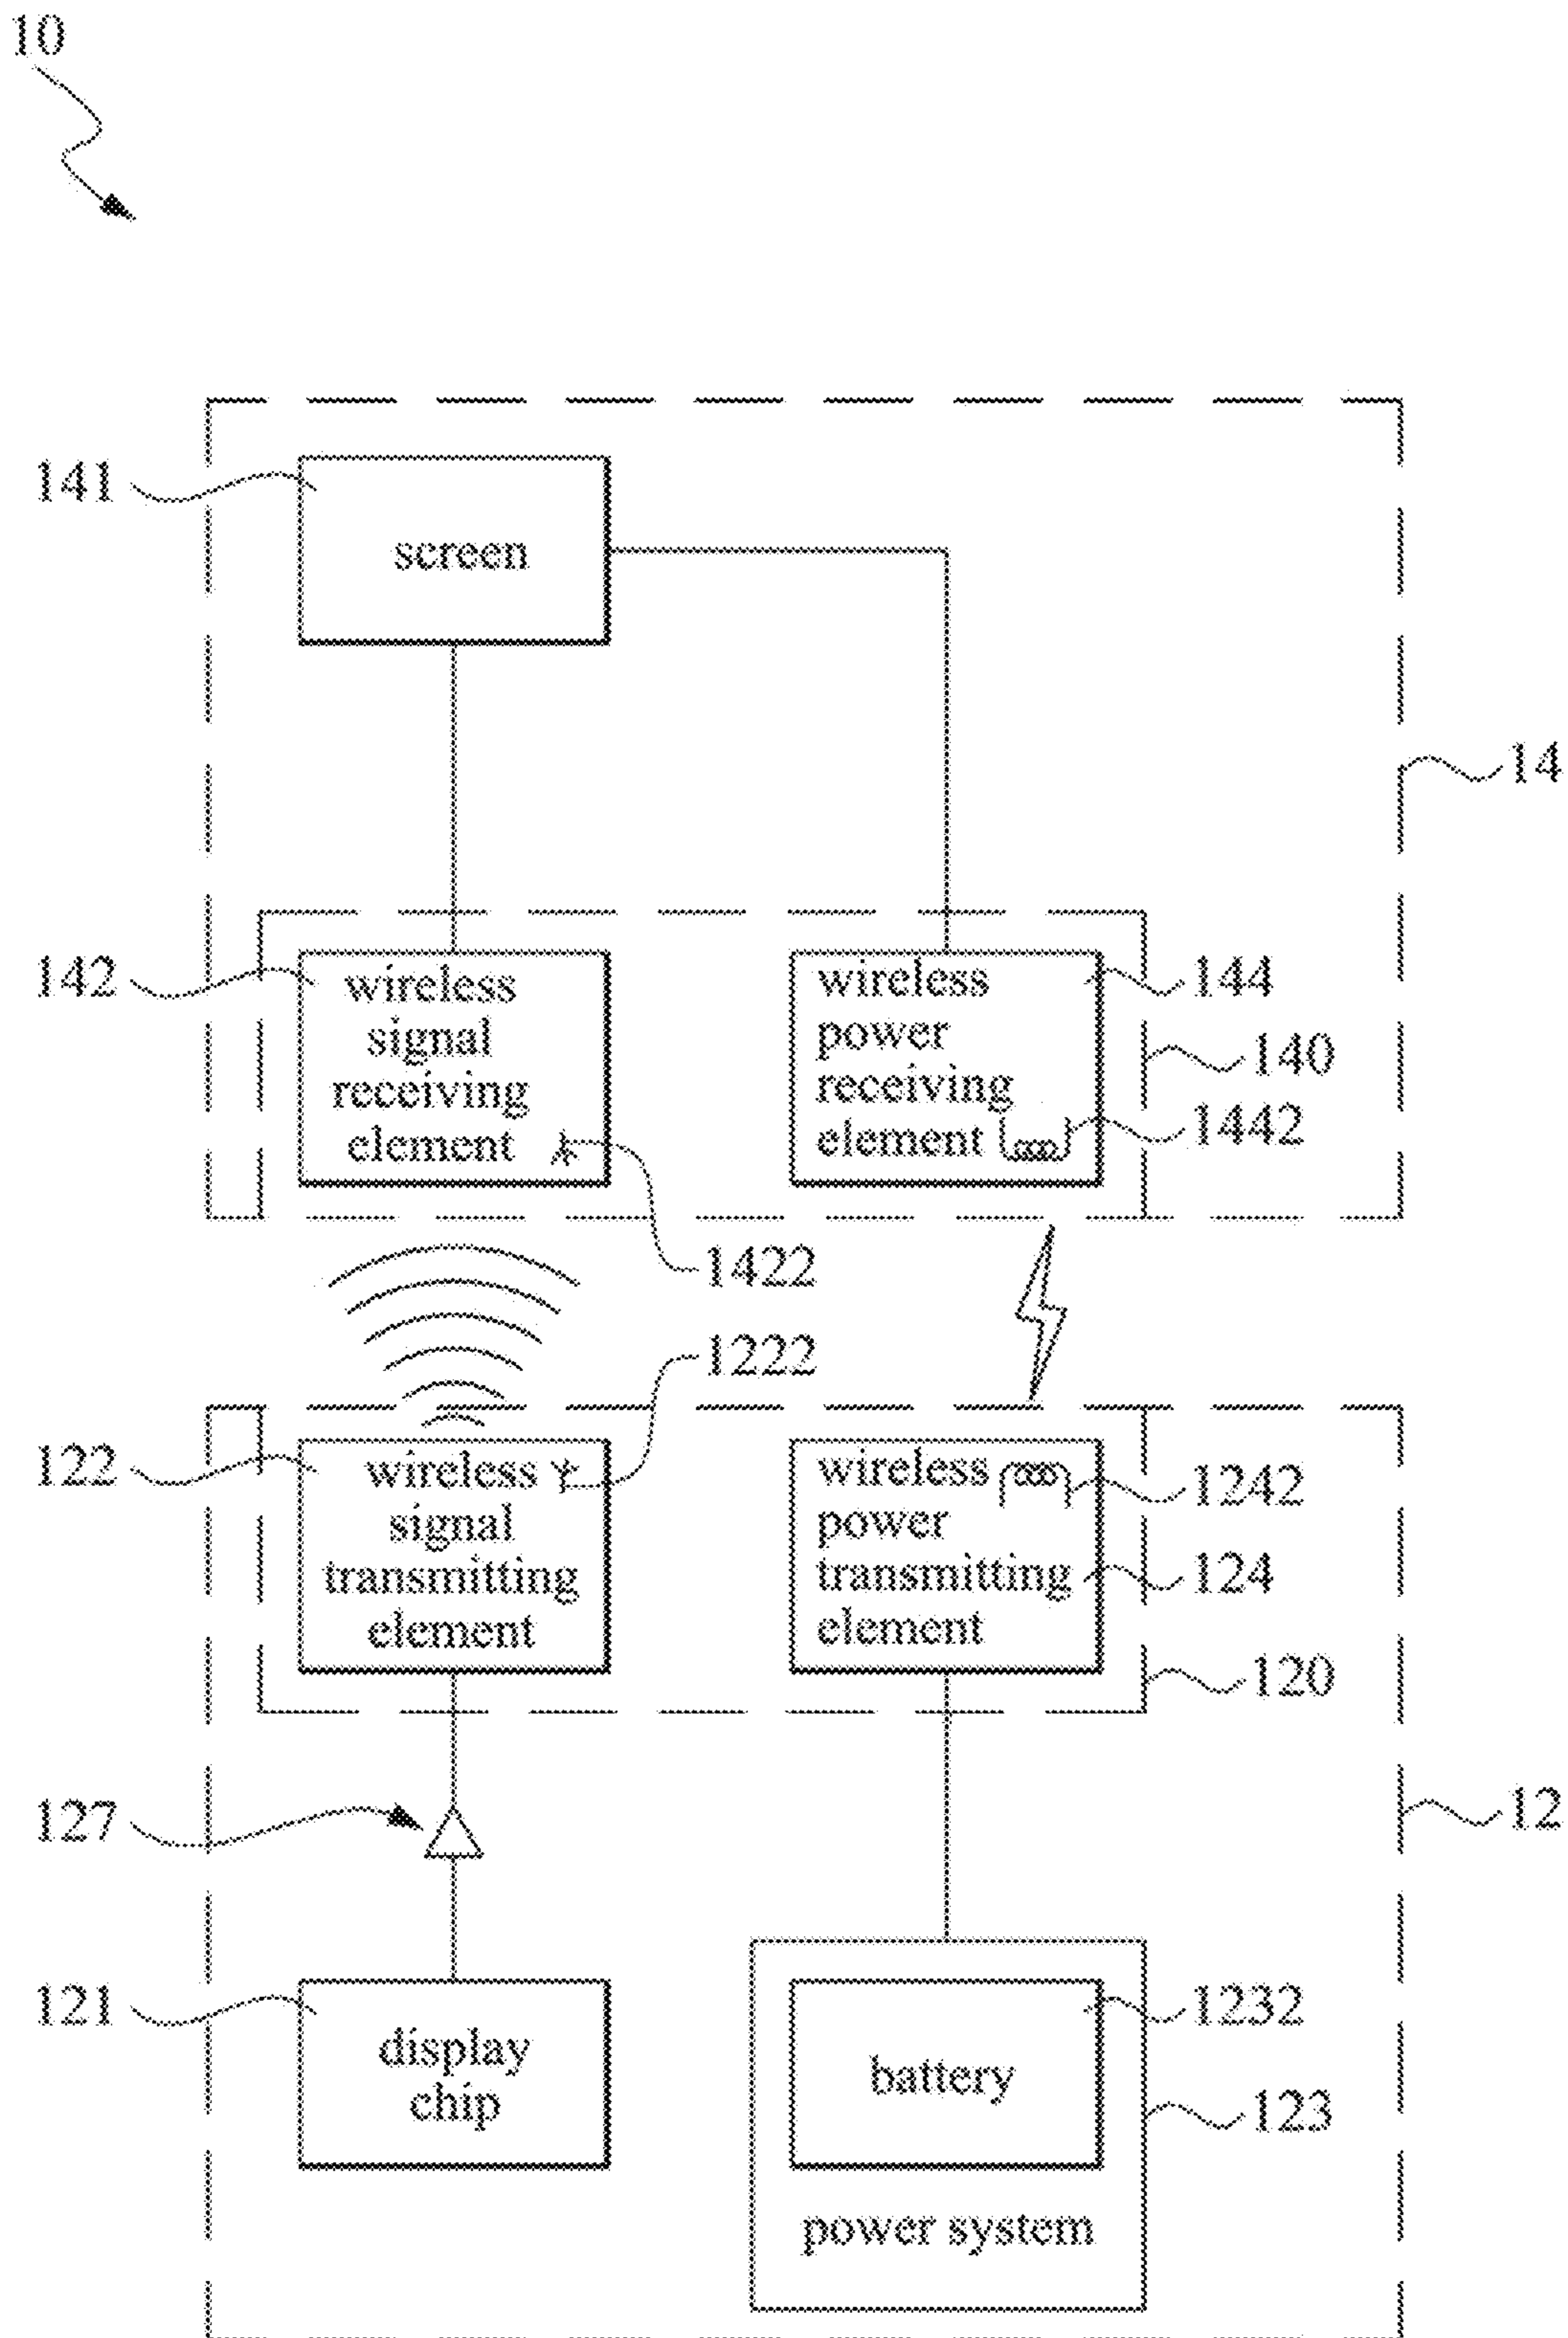 10
141
screen
14
142
wireless
signal
receiving
element
wireless
power
receiving
element
144
140
1442
1422
1222
122
wireless
signal
transmitting
element
wireless
power
transmitting
element
1242
124
120
127
12
121
display
chip
battery
1232
123
power system